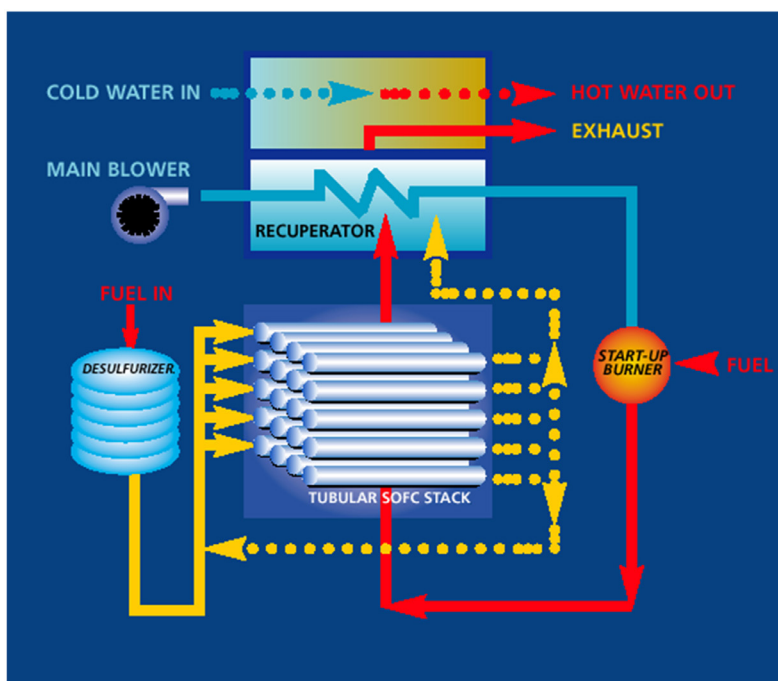 COLD WATER IN
HOT WATER OUT
EXHAUST
MAIN BLOWER
RECUPERATOR
FUEL IN
DESULFURIZER
START-UP
BURNER
FUEL
TUBULAR SOFC STACK